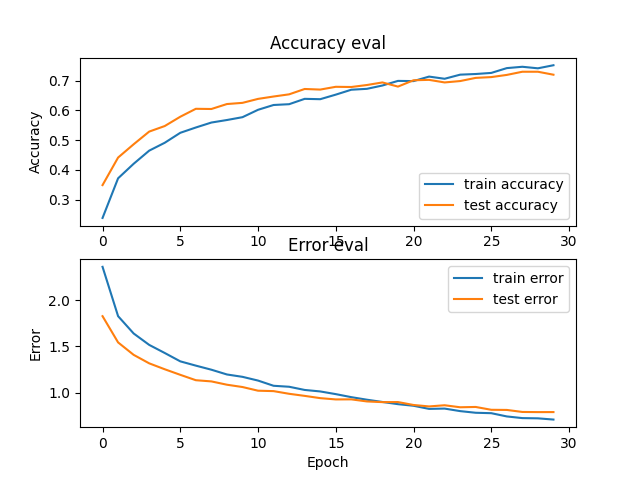 Accuracy eval
0.7
0.6
0.5
0.4
0.3
Accuracy
train accuracy
test accuracy
0 5 10 15 20 25 30
Error eval
2.0
1.5
1.0
Error
train error
test error
0 5 10 15 20 25 30
Epoch